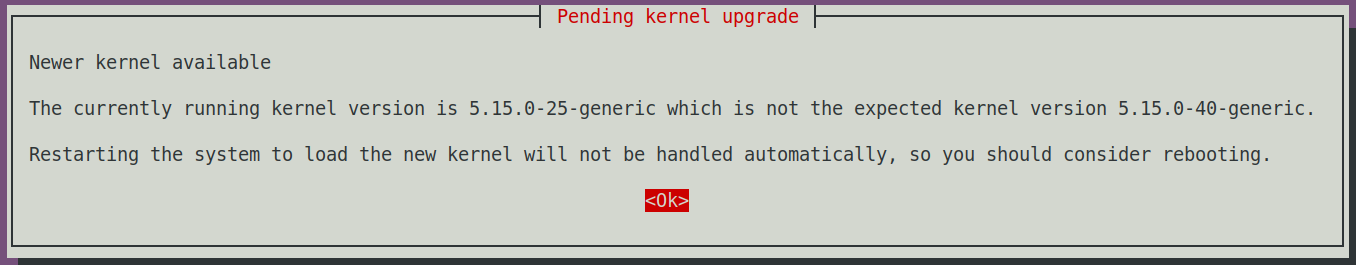 Pending kernel upgrade
Newer kernel available
The currently running kernel version is 5.15.0-25-generic which is not the expected kernel version 5.15.0-40-generic.
Restarting the system to load the new kernel will not be handled automatically, so you should consider rebooting.
<Ok>